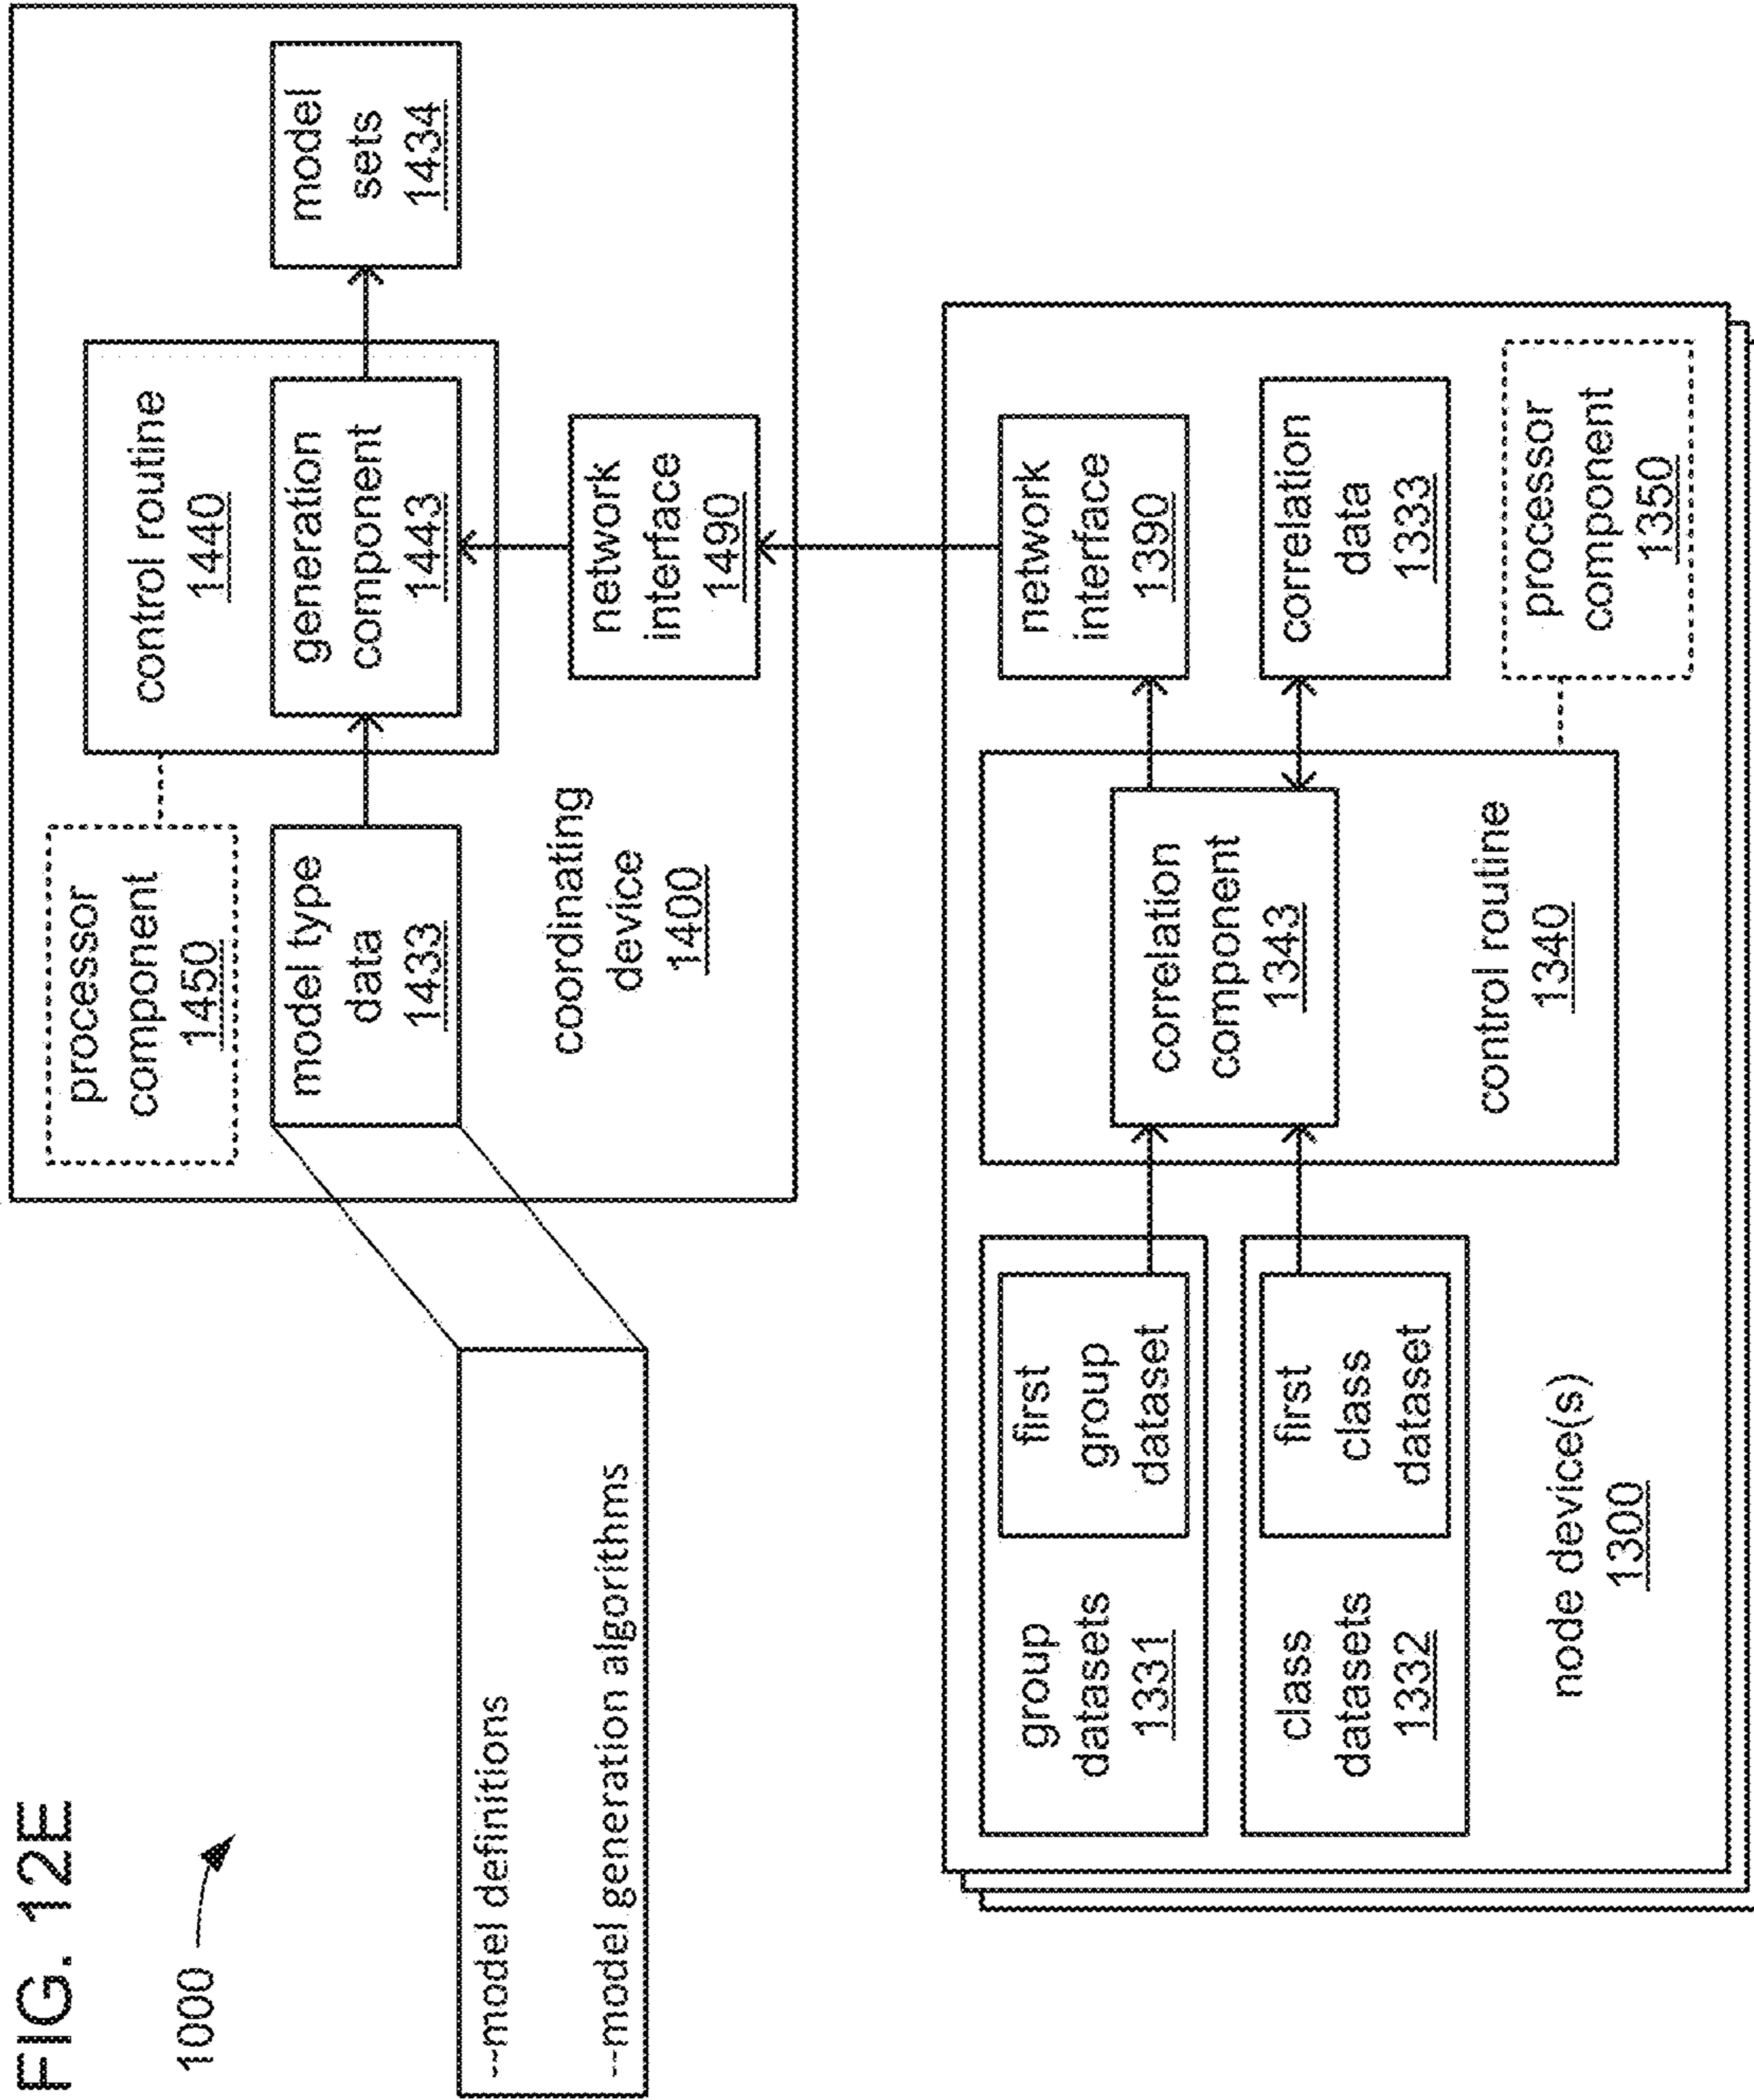 FIG. 12E
1000
--model definitions
--model generation algorithms
processor
component
1450
model type
data
1433
coordinating
device
1400
control routine
1440
generation
component
1443
network
interface
1490
model
sets
1434
group
datasets
1331
first
group
dataset
class
datasets
1332
first
class
dataset
node device(s)
1300
correlation
component
1343
control routine
1340
network
interface
1390
correlation
data
1333
processor
component
1350